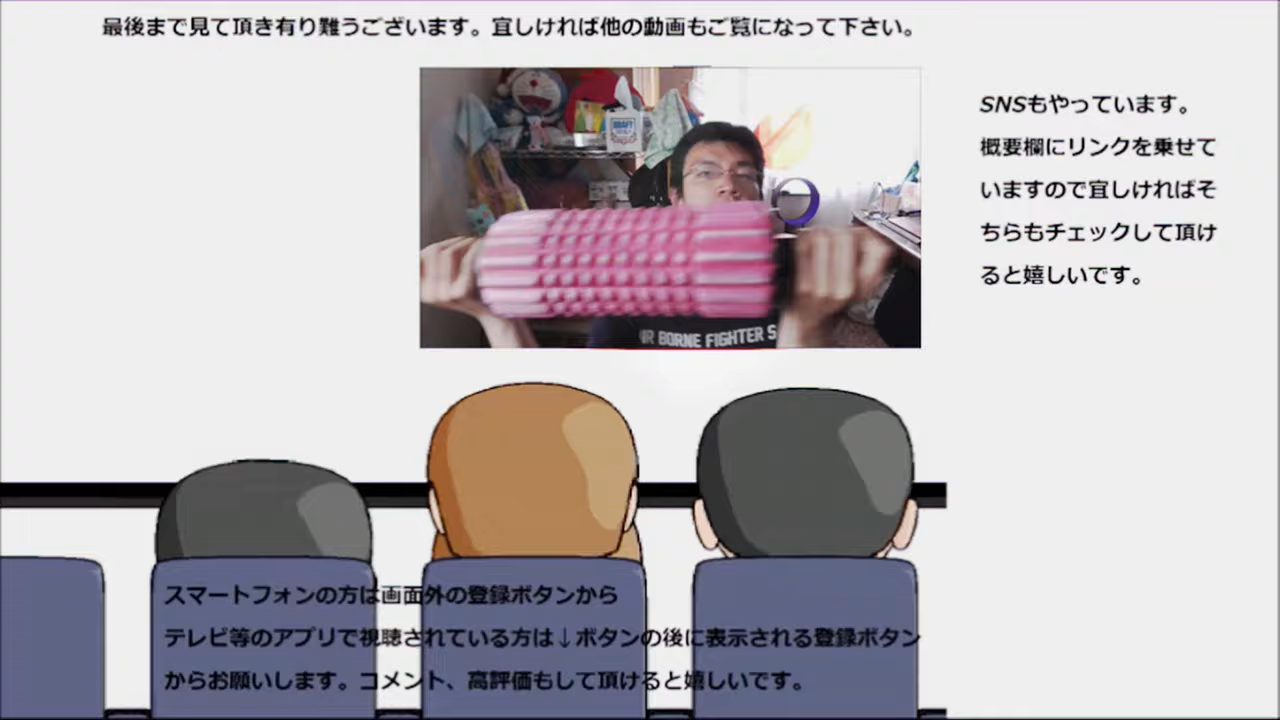 最後まで見て頂き有り難うございます。宜しければ他の動画もご覧になって下さい。
SNSもやっています。
概要欄にリンクを乗せて
いますので宜しければそ
ちらもチェックして頂け
ると嬉しいです。
BORNE FIGHTER S
スマートフォンの方は画面外の登録ボタンから
テレビ等のアプリで視聴されている方は↓ボタンの後に表示される登録ボタン
からお願いします。コメント、高評価もして頂けると嬉しいです。